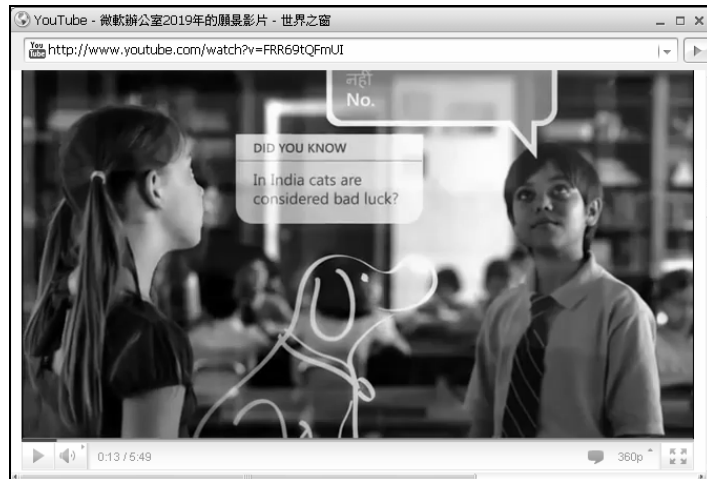 YouTube - 微軟辦公室2019年的願景影片 - 世界之窗
You Tube http://www.youtube.com/watch?v=FRR69tQFmUI
नहीं
No.
DID YOU KNOW
In India cats are
considered bad luck?
0:13 / 5:49
360p